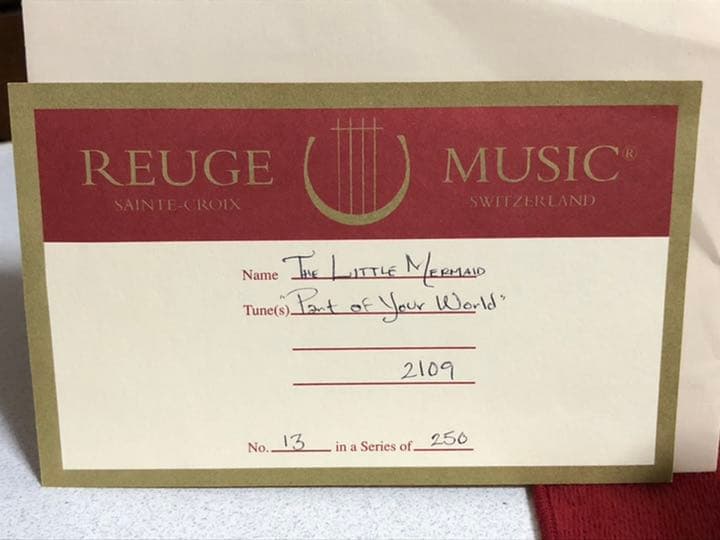 REUGE MUSIC®
SAINTE-CROIX SWITZERLAND
Name THE LITTLE MERMAID
Tune(s) "Part of Your World"
2109
No. 13 in a Series of 250